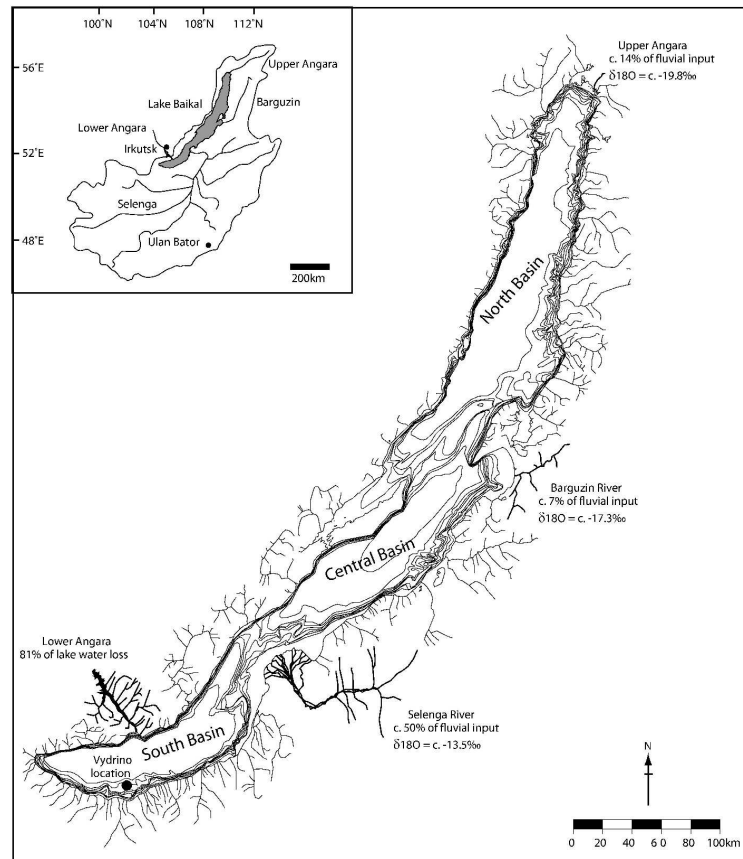 100°N 104°N 108°N 112°N
56°E
52°E
48°E
Upper Angara
Lake Baikal
Barguzin
Lower Angara
Irkutsk
Selenga
Ulan Bator
200km
Upper Angara
c. 14% of fluvial input
δ18O = c. -19.8‰
North Basin
Barguzin River
c. 7% of fluvial input
δ18O = c. -17.3‰
Central Basin
Lower Angara
81% of lake water loss
Selenga River
c. 50% of fluvial input
δ18O = c. -13.5‰
South Basin
Vydrino
location
N
0 20 40 6 0 80 100km